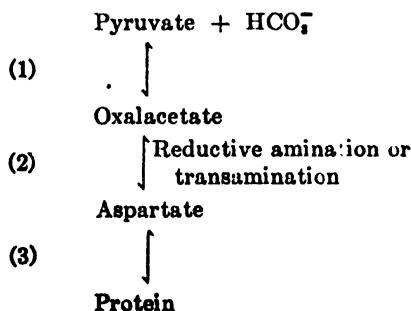 Pyruvate + HCO₃⁻
(1)
Oxalacetate
(2) Reductive amination or
transamination
Aspartate
(3)
Protein